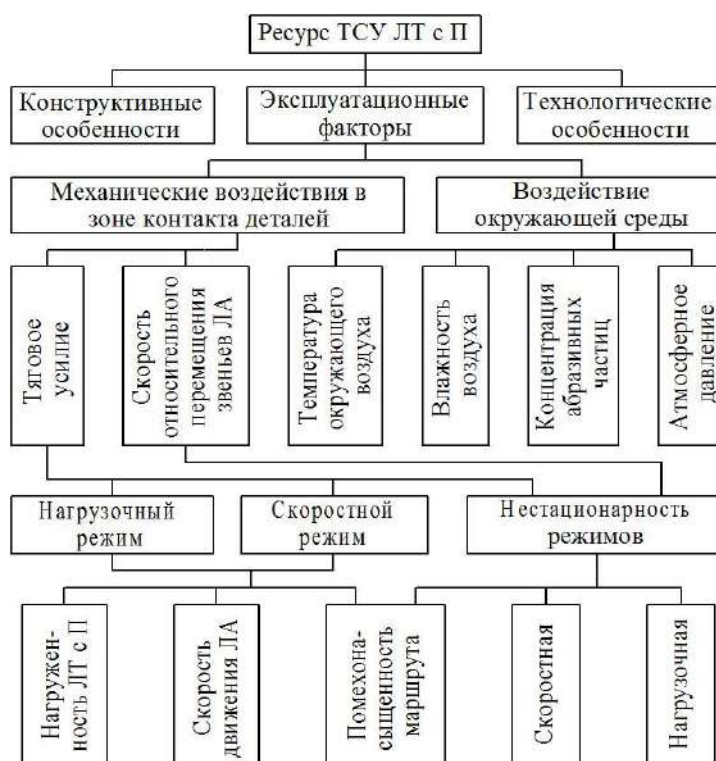 Ресурс ТСУ ЛТ с П
Конструктивные
особенности
Эксплуатационные
факторы
Технологические
особенности
Механические воздействия в
зоне контакта деталей
Воздействие
окружающей среды
Тяговое
усилие
Скорость
относительного
перемещения
звеньев ЛА
Температура
окружающего
воздуха
Влажность
воздуха
Концентрация
абразивных
частиц
Атмосферное
давление
Нагрузочный
режим
Скоростной
режим
Нестационарность
режимов
Нагружен-
ность ЛТ с П
Скорость
движения ЛА
Помехона-
сыщенность
маршрута
Скоростная
Нагрузочная